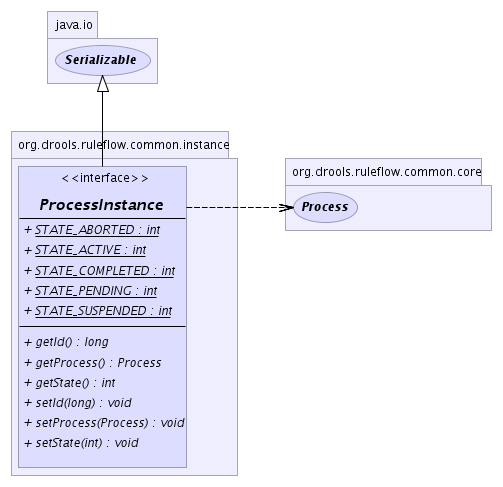 java.io
Serializable
org.drools.ruleflow.common.instance
<<interface>>
ProcessInstance
+ STATE_ABORTED : int
+ STATE_ACTIVE : int
+ STATE_COMPLETED : int
+ STATE_PENDING : int
+ STATE_SUSPENDED : int
+ getId() : long
+ getProcess() : Process
+ getState() : int
+ setId(long) : void
+ setProcess(Process) : void
+ setState(int) : void
org.drools.ruleflow.common.core
Process